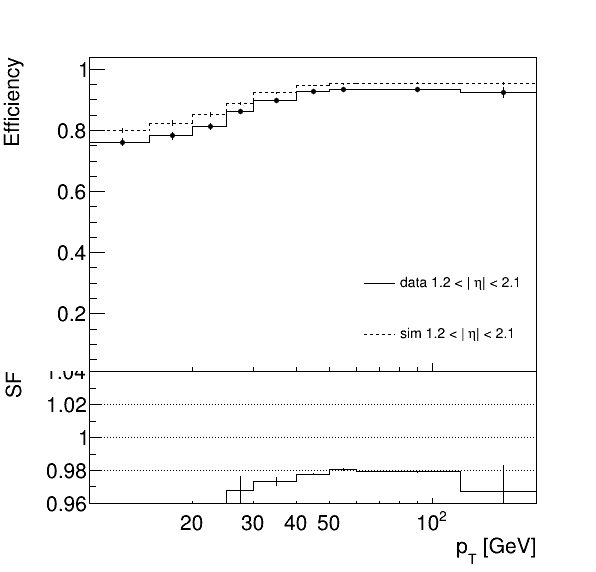 Efficiency
1
0.8
0.6
0.4
0.2
data 1.2 < | η| < 2.1
sim 1.2 < | η| < 2.1
SF
1.04
1.02
1
0.98
0.96
20 30 40 50 10²
p_T [GeV]